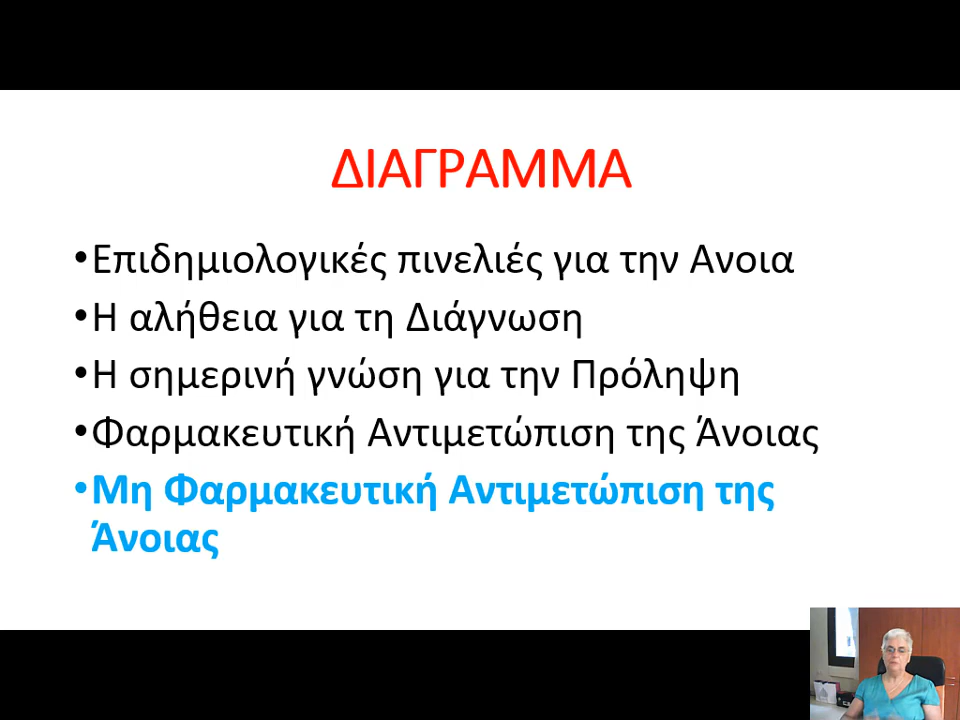 ΔΙΑΓΡΑΜΜΑ
•Επιδημιολογικές πινελιές για την Ανοια
•Η αλήθεια για τη Διάγνωση
•Η σημερινή γνώση για την Πρόληψη
•Φαρμακευτική Αντιμετώπιση της Άνοιας
•Μη Φαρμακευτική Αντιμετώπιση της
Άνοιας